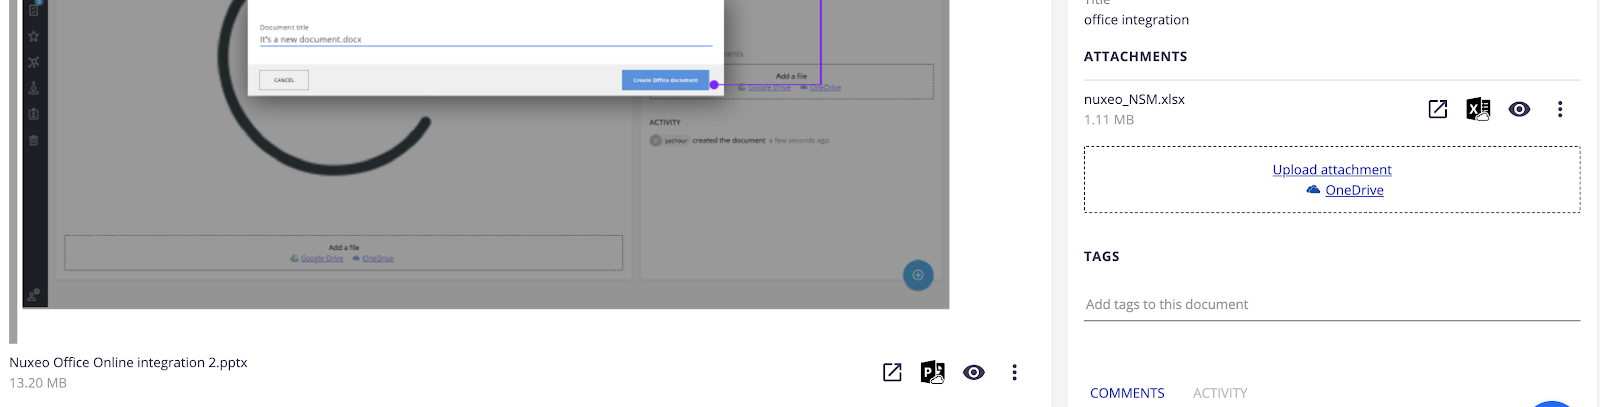 Document title
It's a new document.docx
CANCEL
Create Office document
Add a file
Google Drive
OneDrive
ACTIVITY
yachour created the document a few seconds ago
Add a file
Google Drive
OneDrive
Nuxeo Office Online integration 2.pptx
13.20 MB
Title
office integration
ATTACHMENTS
nuxeo_NSM.xlsx
1.11 MB
Upload attachment
OneDrive
TAGS
Add tags to this document
COMMENTS
ACTIVITY